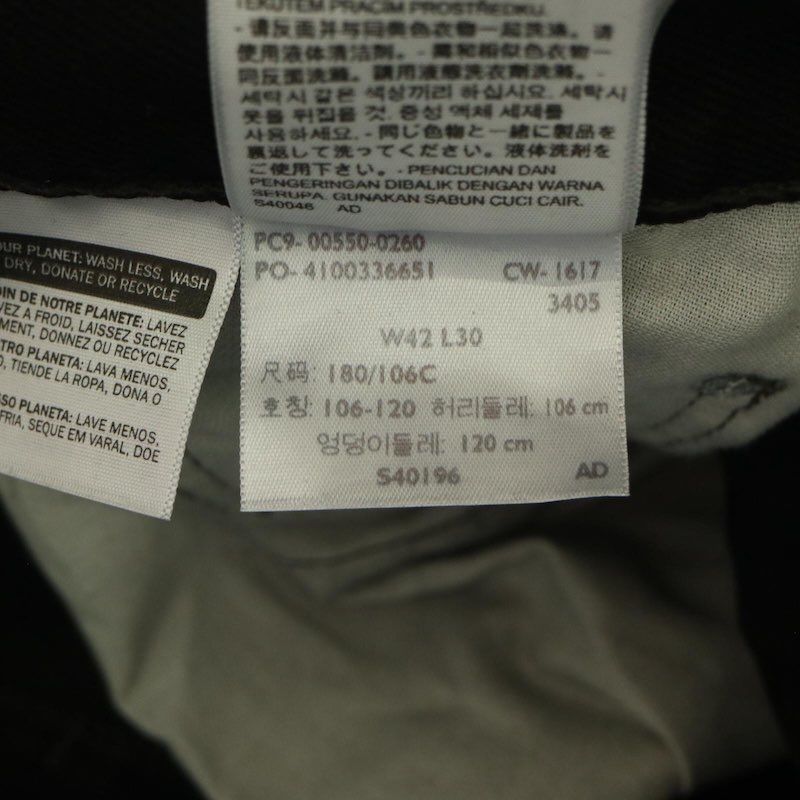 TEKUTEM PRACÍM PROSTŘEDKU.
- 请反面并与同色衣物一起洗涤。请
使用液体清洁剂。- 需和相似色衣物一
同反面洗滌。請用液態洗衣劑洗滌。-
세탁시 같은 색상끼리 하십시오. 세탁시
옷을 뒤집을 것. 중성 액체 세제를
사용하세요. - 同じ色物と一緒に製品を
裏返して洗ってください。液体洗剤を
ご使用下さい。- PENCUCIAN DAN
PENGERINGAN DIBALIK DENGAN WARNA
SERUPA. GUNAKAN SABUN CUCI CAIR.
S40046 AD
OUR PLANET: WASH LESS, WASH
DRY, DONATE OR RECYCLE
OIN DE NOTRE PLANETE: LAVEZ
VEZ A FROID, LAISSEZ SECHER
MENT, DONNEZ OU RECYCLEZ
TRO PLANETA: LAVA MENOS,
O, TIENDE LA ROPA, DONA O
SSO PLANETA: LAVE MENOS,
FRIA, SEQUE EM VARAL, DOE
PC9- 00550-0260
PO- 4100336651 CW- 1617
3405
W42 L30
尺码: 180/106C
호칭: 106-120 허리둘레: 106 cm
엉덩이둘레: 120 cm
S40196 AD